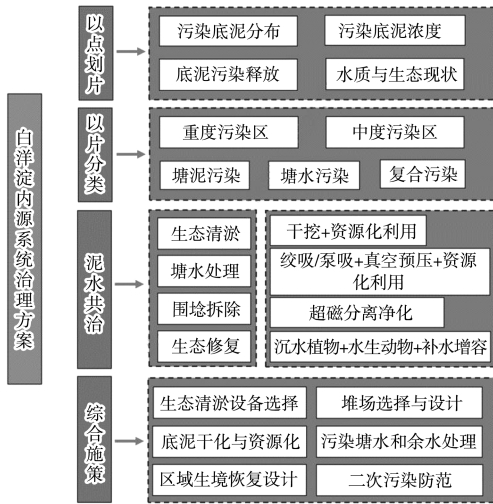 白洋淀内源系统治理方案
以点划片
污染底泥分布
污染底泥浓度
底泥污染释放
水质与生态现状
以片分类
重度污染区
中度污染区
塘泥污染
塘水污染
复合污染
泥水共治
生态清淤
塘水处理
围埝拆除
生态修复
干挖+资源化利用
绞吸/泵吸+真空预压+资源
化利用
超磁分离净化
沉水植物+水生动物+补水增容
综合施策
生态清淤设备选择
堆场选择与设计
底泥干化与资源化
污染塘水和余水处理
区域生境恢复设计
二次污染防范